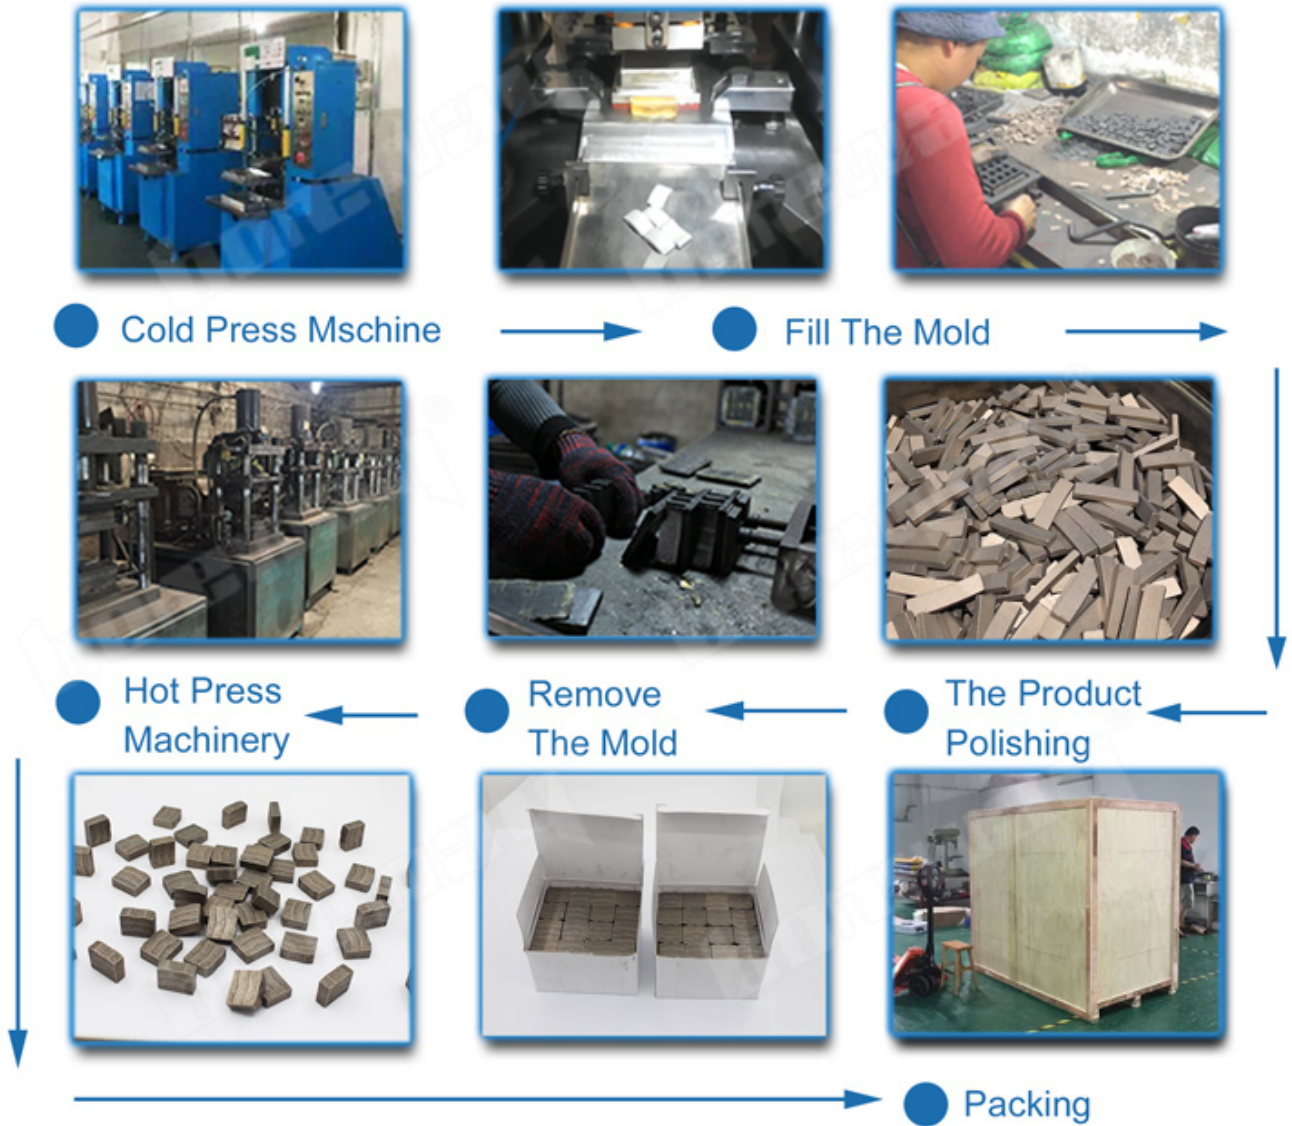 Cold Press Mschine
Fill The Mold
Hot Press
Machinery
Remove
The Mold
The Product
Polishing
Packing